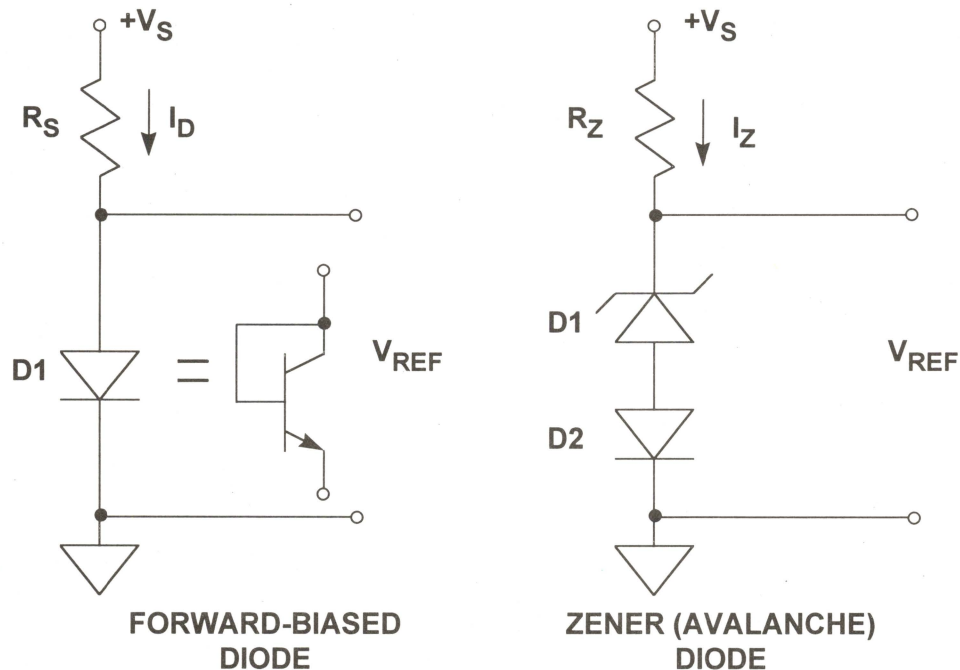 +VS
RS
ID
D1
=
VREF
FORWARD-BIASED
DIODE
+VS
RZ
IZ
D1
D2
VREF
ZENER (AVALANCHE)
DIODE